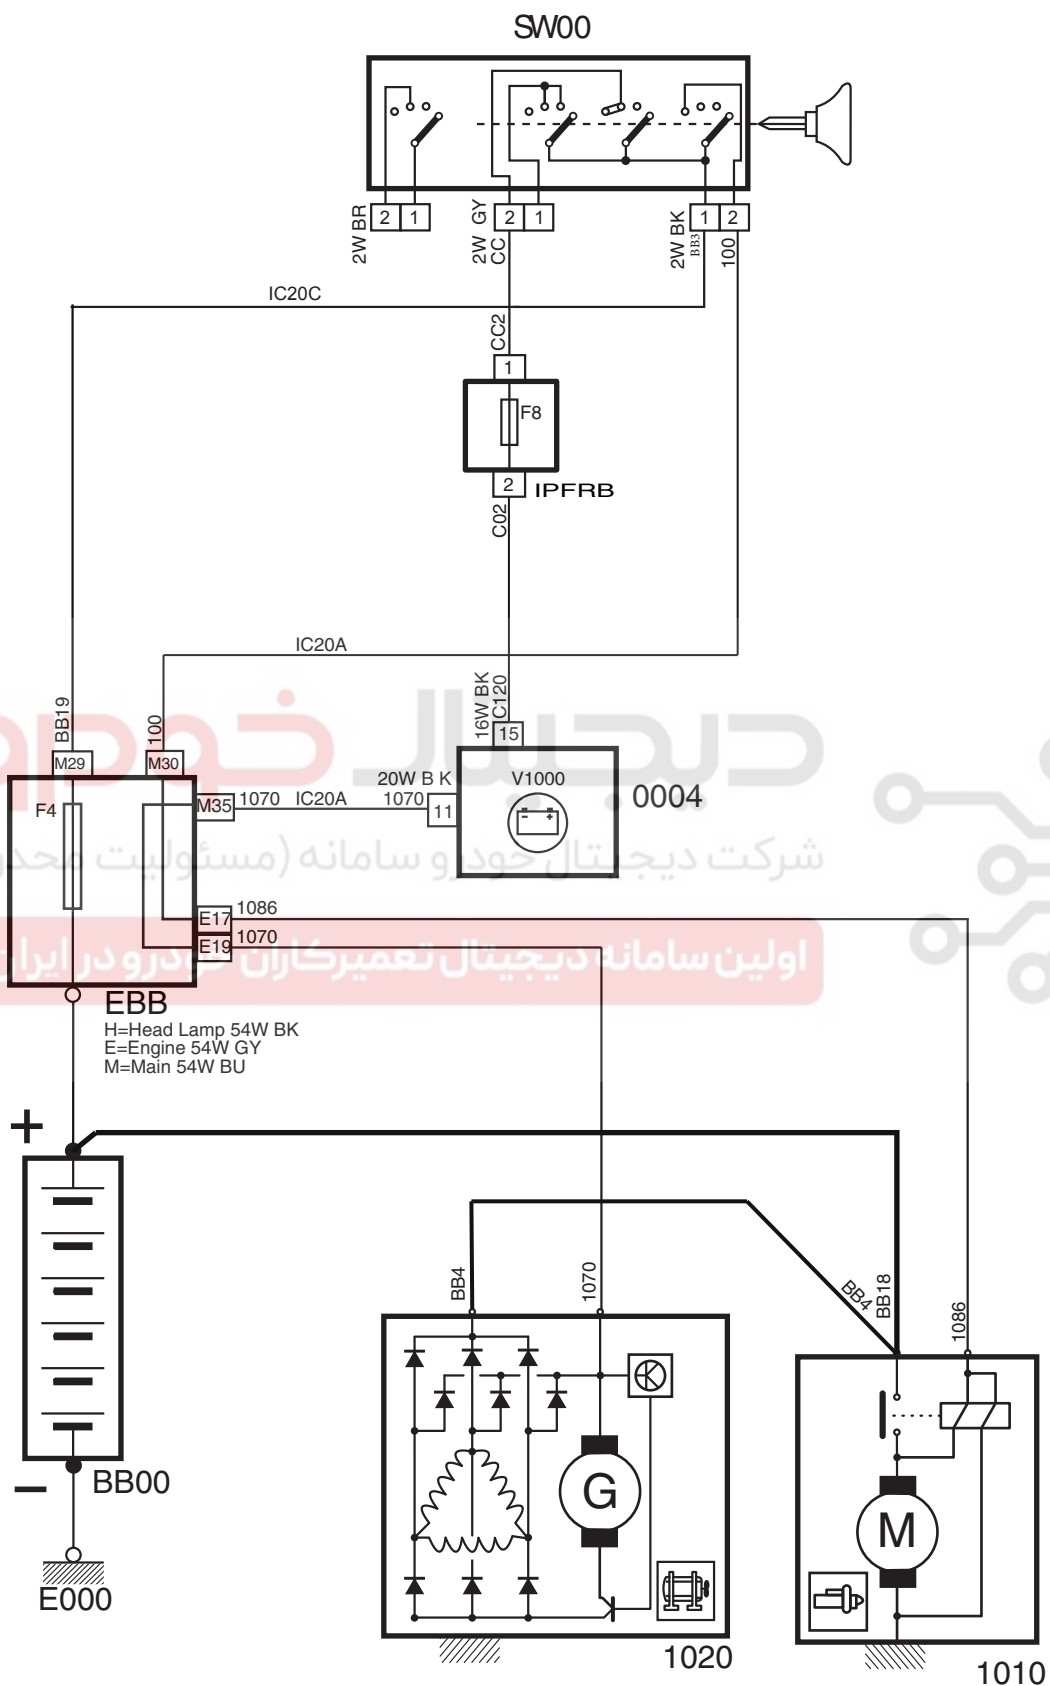 SW00
2W BR
2
1
2W GY
CC
2
1
2W BK
BB3
1
2
100
IC20C
CC2
1
F8
2
IPFRB
C02
IC20A
BB19
100
16W BK
C120
15
دیجیتال خودرو
M29
M30
20W B K
V1000
0004
F4
M35
1070
IC20A
1070
11
شرکت دیجیتال خودرو سامانه (مسئولیت محدو
E17
1086
E19
1070
اولین سامانه دیجیتال تعمیرکاران خودرو در ایران
EBB
H=Head Lamp 54W BK
E=Engine 54W GY
M=Main 54W BU
+
BB4
1070
BB4
BB18
1086
–
BB00
G
M
E000
1020
1010